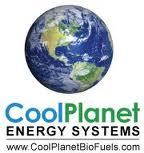 CoolPlanet
ENERGY SYSTEMS
www.CoolPlanetBioFuels.com